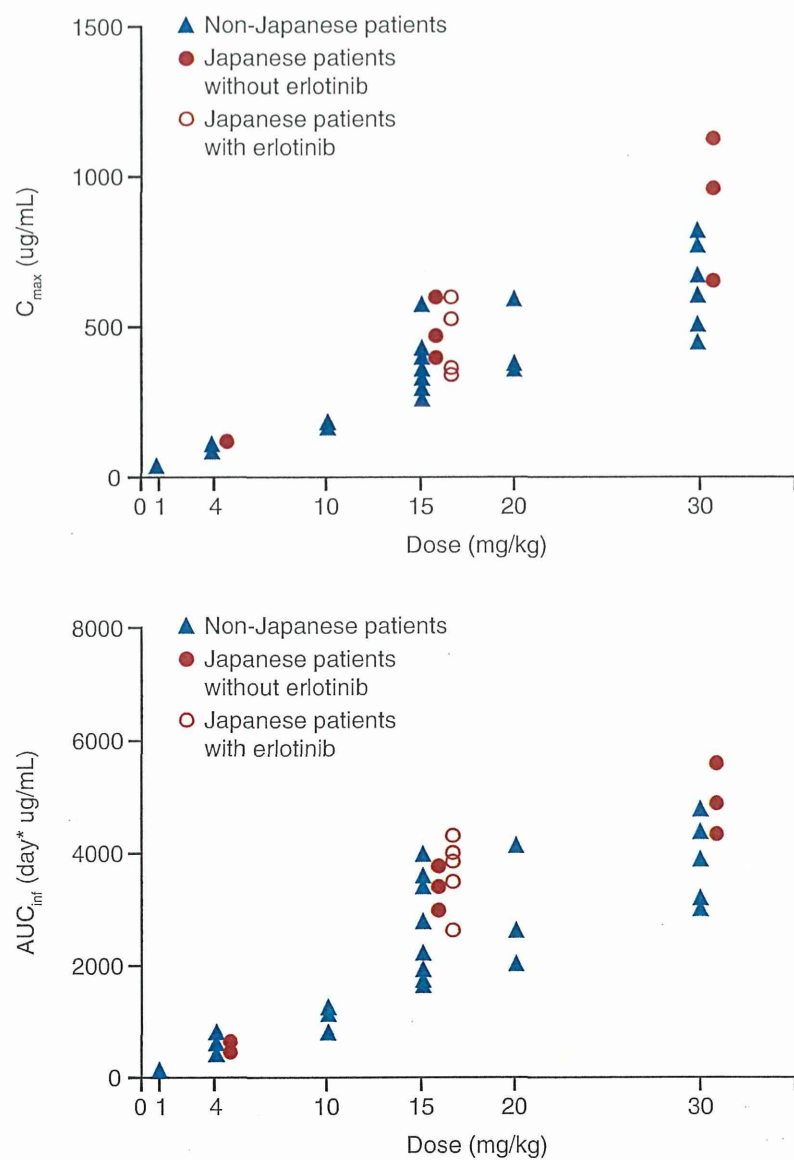 1500
Non-Japanese patients
Japanese patients
without erlotinib
Japanese patients
with erlotinib
1000
500
0
Cmax (ug/mL)
0 1 4 10 15 20 30
Dose (mg/kg)
8000
Non-Japanese patients
Japanese patients
without erlotinib
Japanese patients
with erlotinib
6000
4000
2000
0
AUCinf (day* ug/mL)
0 1 4 10 15 20 30
Dose (mg/kg)